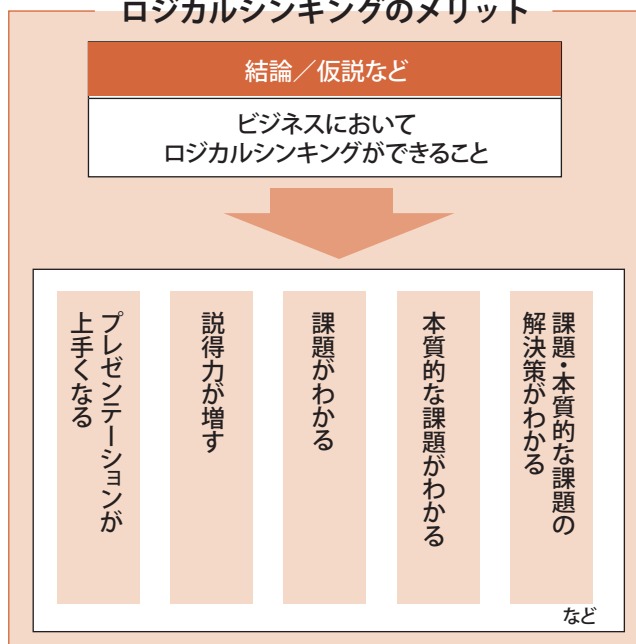 ロジカルシンキングのメリット
結論／仮説など
ビジネスにおいて
ロジカルシンキングができること
プレゼンテーションが
上手くなる
説得力が増す
課題がわかる
本質的な課題がわかる
課題・本質的な課題の
解決策がわかる
など